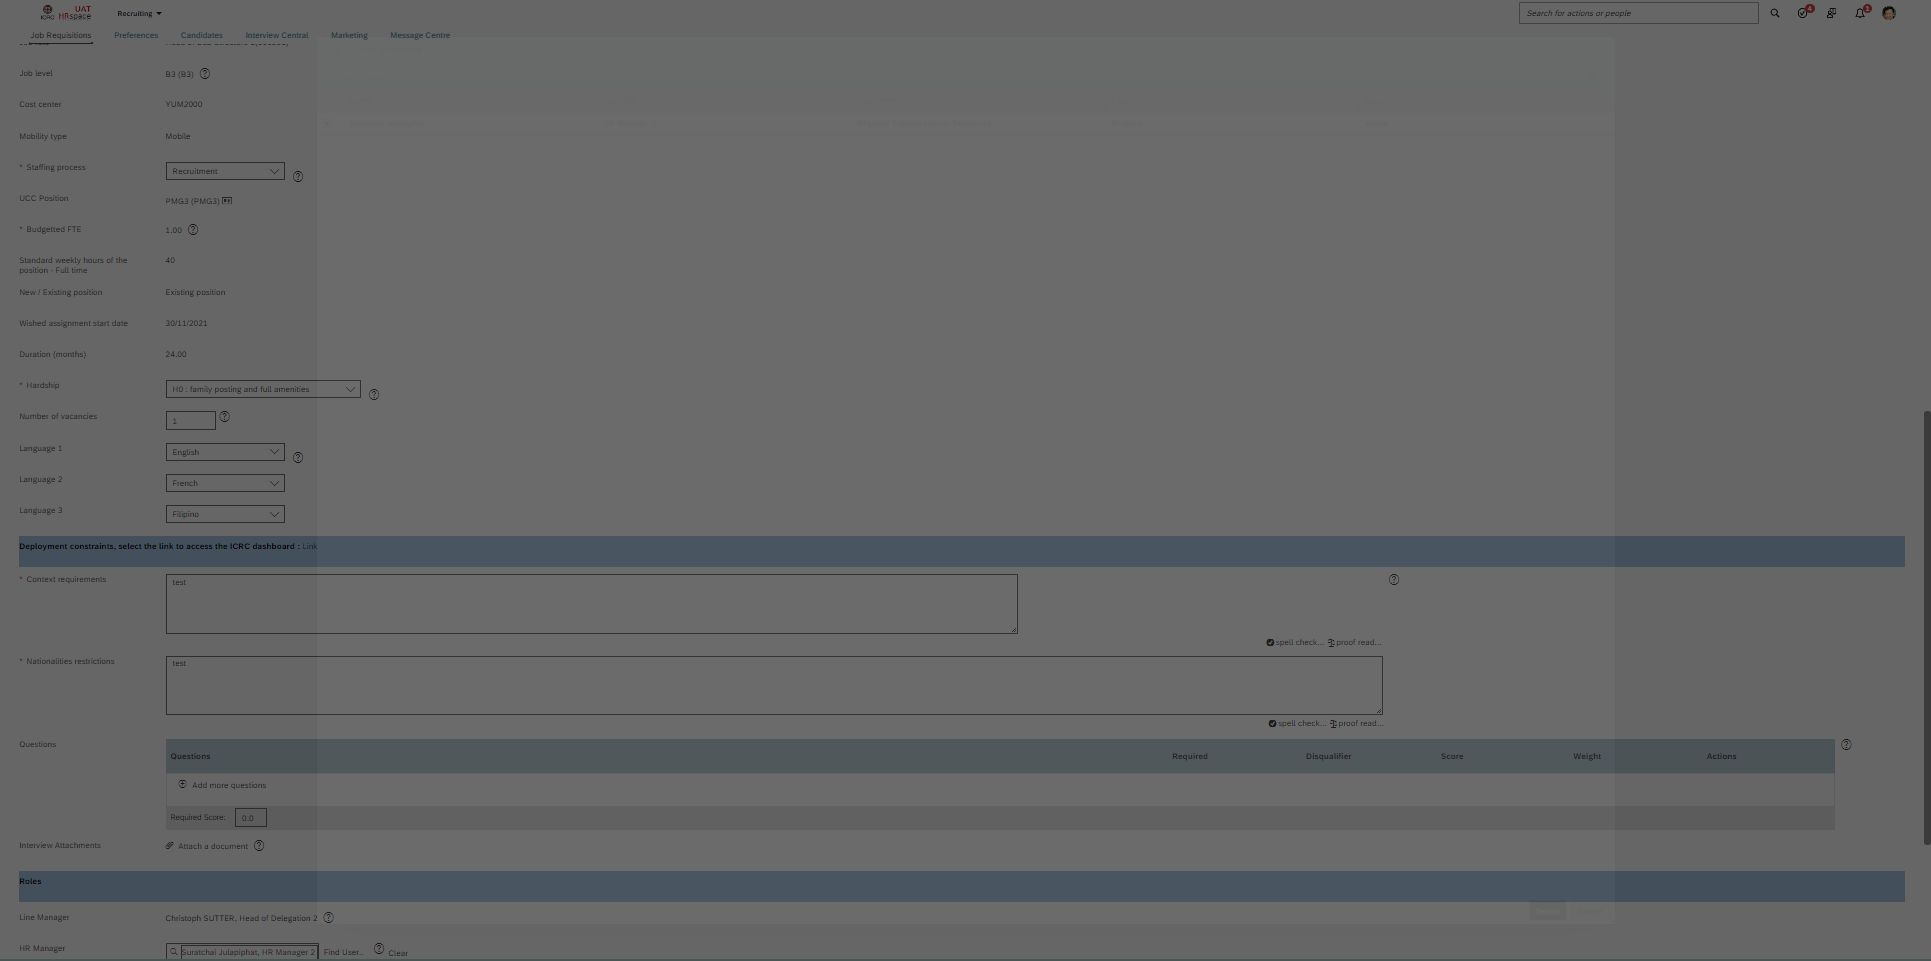 UAT
ICRC HRspace
Recruiting
Search for actions or people
4
1
Job Requisitions
Preferences
Candidates
Interview Central
Marketing
Message Centre
Job level
B3 (B3)
Cost center
YUM2000
Mobility type
Mobile
* Staffing process
Recruitment
UCC Position
PMG3 (PMG3)
* Budgetted FTE
1.00
Standard weekly hours of the
position - Full time
40
New / Existing position
Existing position
Wished assignment start date
30/11/2021
Duration (months)
24.00
* Hardship
H0 : family posting and full amenities
Number of vacancies
1
Language 1
English
Language 2
French
Language 3
Filipino
Deployment constraints, select the link to access the ICRC dashboard : Link
* Context requirements
test
spell check... proof read...
* Nationalities restrictions
test
spell check... proof read...
Questions
Questions Required Disqualifier Score Weight Actions
Add more questions
Required Score: 0.0
Interview Attachments
Attach a document
Roles
Line Manager
Christoph SUTTER, Head of Delegation 2
HR Manager
Suratchai Julapiphat, HR Manager 2
Find User...
Clear